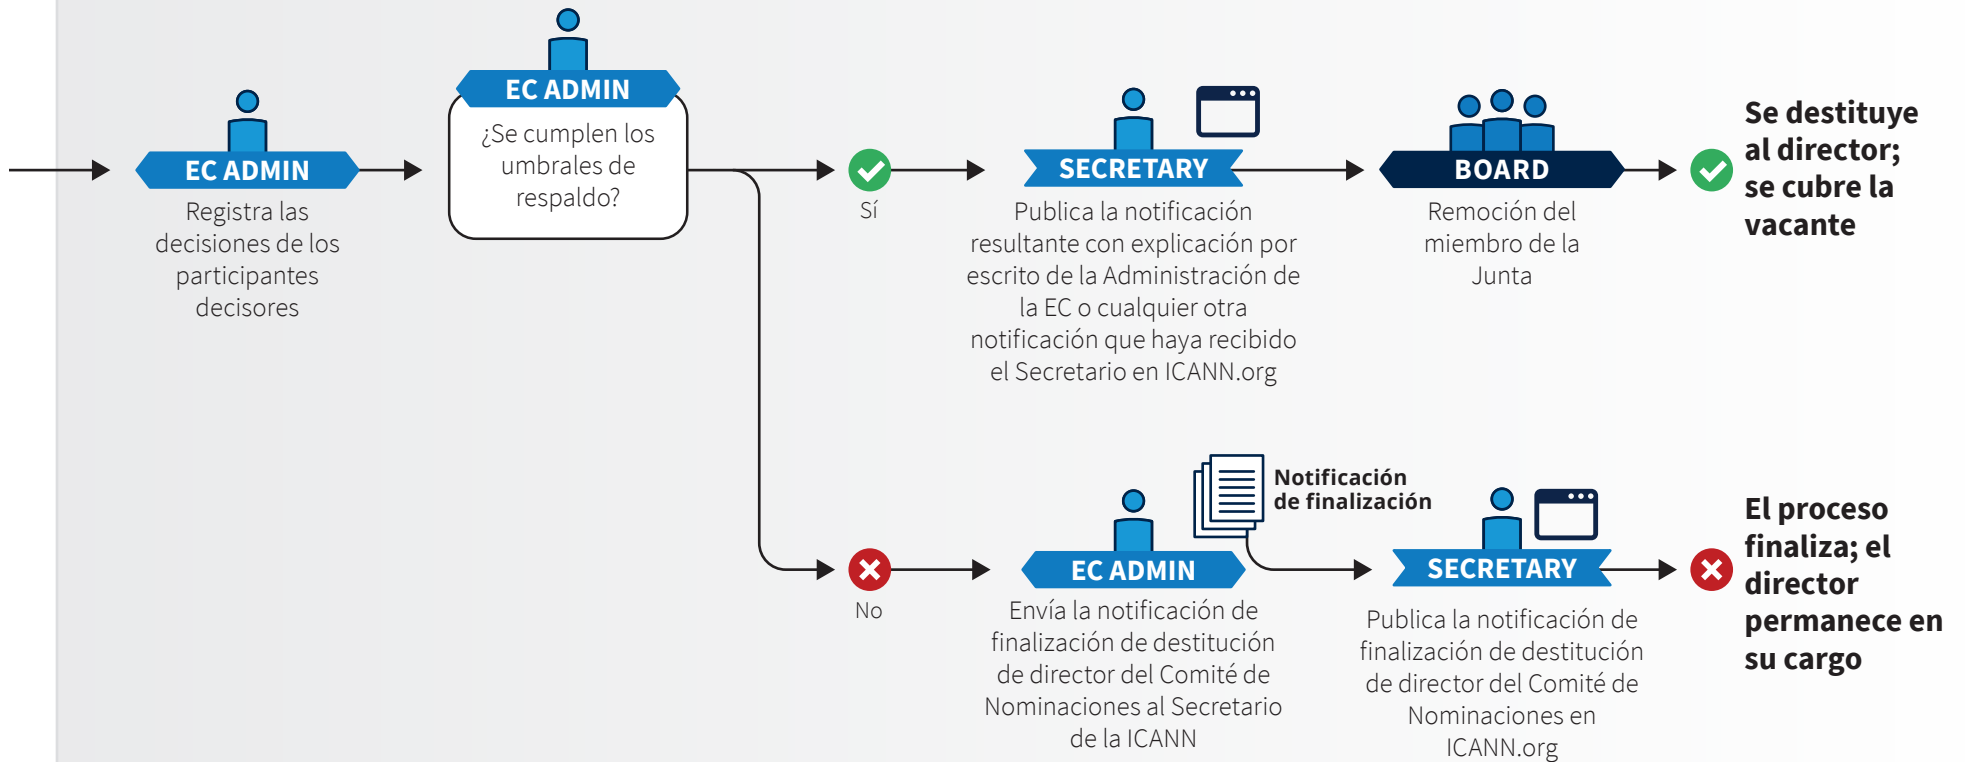 EC ADMIN
Registra las
decisiones de los
participantes
decisores
EC ADMIN
¿Se cumplen los
umbrales de
respaldo?
Sí
SECRETARY
Publica la notificación
resultante con explicación por
escrito de la Administración de
la EC o cualquier otra
notificación que haya recibido
el Secretario en ICANN.org
BOARD
Remoción del
miembro de la
Junta
Se destituye
al director;
se cubre la
vacante
No
EC ADMIN
Envía la notificación de
finalización de destitución
de director del Comité de
Nominaciones al Secretario
de la ICANN
Notificación
de finalización
SECRETARY
Publica la notificación de
finalización de destitución
de director del Comité de
Nominaciones en
ICANN.org
El proceso
finaliza; el
director
permanece en
su cargo